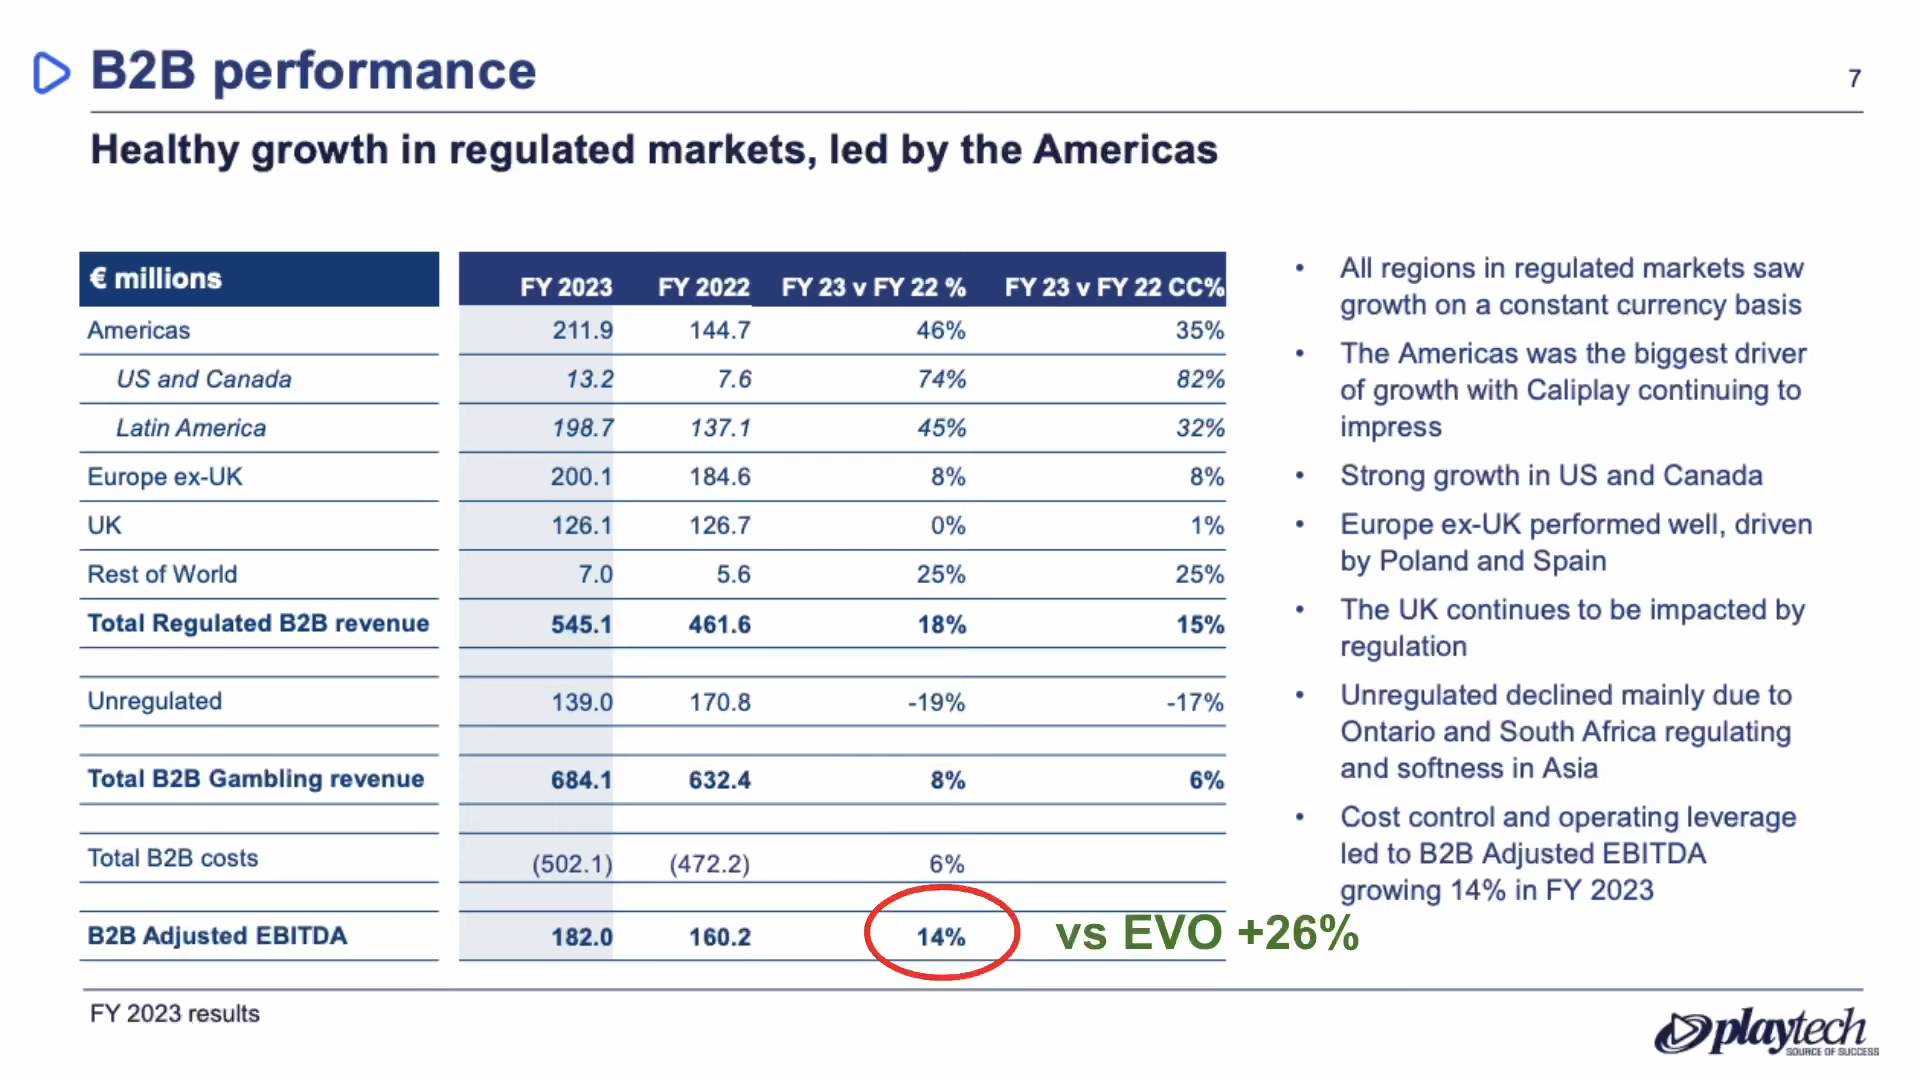 B2B performance
7
Healthy growth in regulated markets, led by the Americas
€ millions FY 2023 FY 2022 FY 23 v FY 22 % FY 23 v FY 22 CC%
Americas 211.9 144.7 46% 35%
US and Canada 13.2 7.6 74% 82%
Latin America 198.7 137.1 45% 32%
Europe ex-UK 200.1 184.6 8% 8%
UK 126.1 126.7 0% 1%
Rest of World 7.0 5.6 25% 25%
Total Regulated B2B revenue 545.1 461.6 18% 15%
Unregulated 139.0 170.8 -19% -17%
Total B2B Gambling revenue 684.1 632.4 8% 6%
Total B2B costs (502.1) (472.2) 6%
B2B Adjusted EBITDA 182.0 160.2 14%
vs EVO +26%
• All regions in regulated markets saw
growth on a constant currency basis
• The Americas was the biggest driver
of growth with Caliplay continuing to
impress
• Strong growth in US and Canada
• Europe ex-UK performed well, driven
by Poland and Spain
• The UK continues to be impacted by
regulation
• Unregulated declined mainly due to
Ontario and South Africa regulating
and softness in Asia
• Cost control and operating leverage
led to B2B Adjusted EBITDA
growing 14% in FY 2023
FY 2023 results
playtech
SOURCE OF SUCCESS